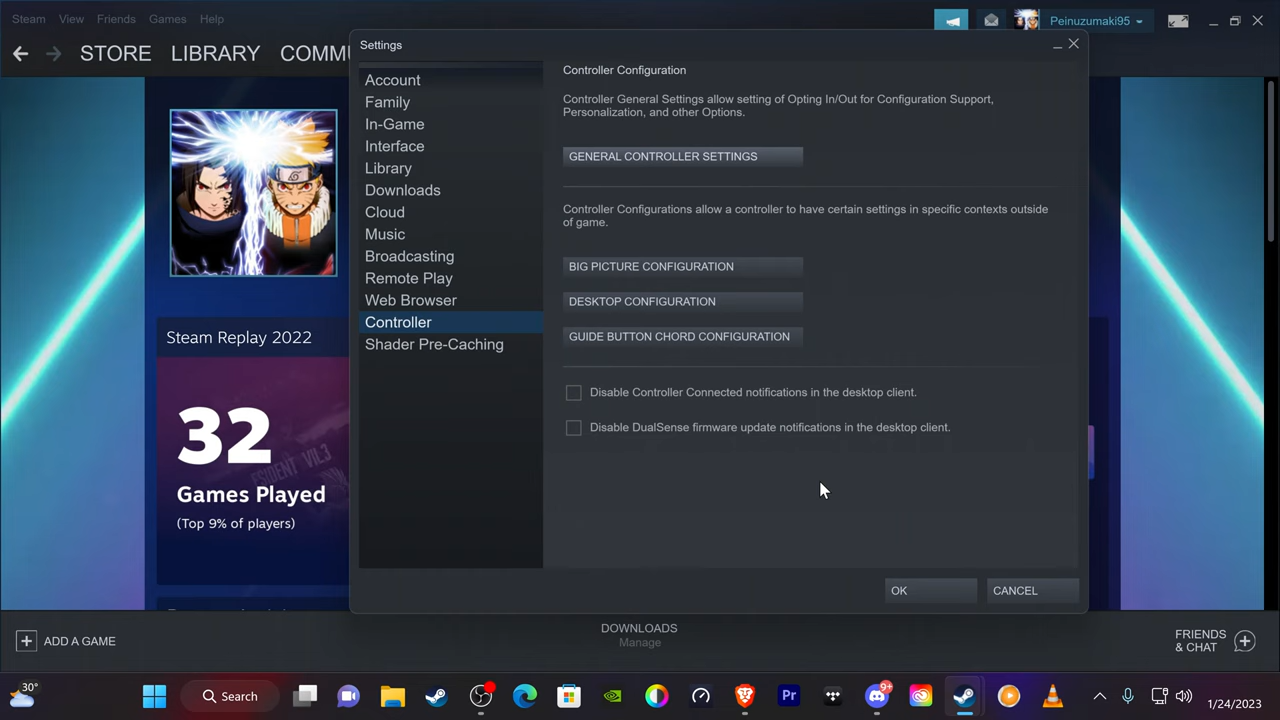 Steam
View
Friends
Games
Help
Peinuzumaki95
STORE
LIBRARY
COMMU
Settings
Account
Family
In-Game
Interface
Library
Downloads
Cloud
Music
Broadcasting
Remote Play
Web Browser
Controller
Shader Pre-Caching
Controller Configuration
Controller General Settings allow setting of Opting In/Out for Configuration Support,
Personalization, and other Options.
GENERAL CONTROLLER SETTINGS
Controller Configurations allow a controller to have certain settings in specific contexts outside
of game.
BIG PICTURE CONFIGURATION
DESKTOP CONFIGURATION
GUIDE BUTTON CHORD CONFIGURATION
Disable Controller Connected notifications in the desktop client.
Disable DualSense firmware update notifications in the desktop client.
OK
CANCEL
Steam Replay 2022
32
Games Played
(Top 9% of players)
ESIDENT VIL3
ADD A GAME
DOWNLOADS
Manage
FRIENDS
& CHAT
30°
Search
Pr
9+
1/24/2023